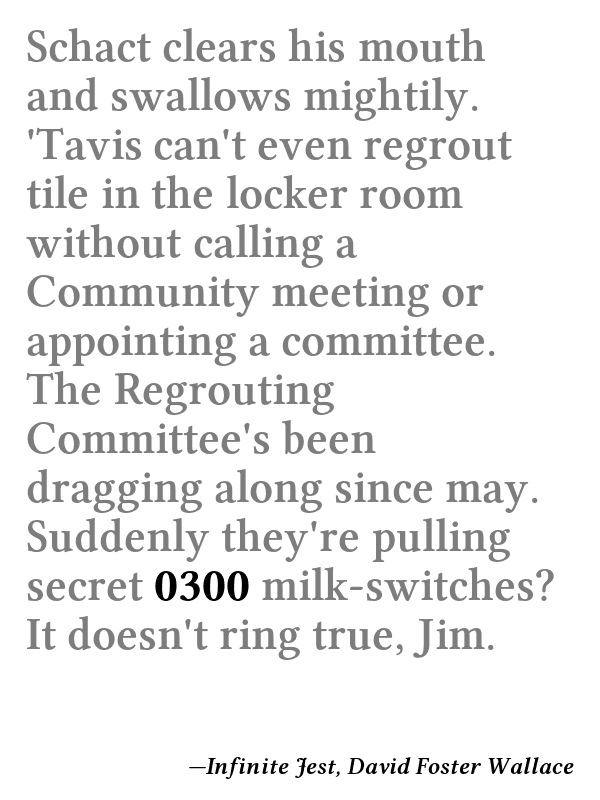 Schact clears his mouth
and swallows mightily.
'Tavis can't even regrout
tile in the locker room
without calling a
Community meeting or
appointing a committee.
The Regrouting
Committee's been
dragging along since may.
Suddenly they're pulling
secret 0300 milk-switches?
It doesn't ring true, Jim.
—Infinite Jest, David Foster Wallace